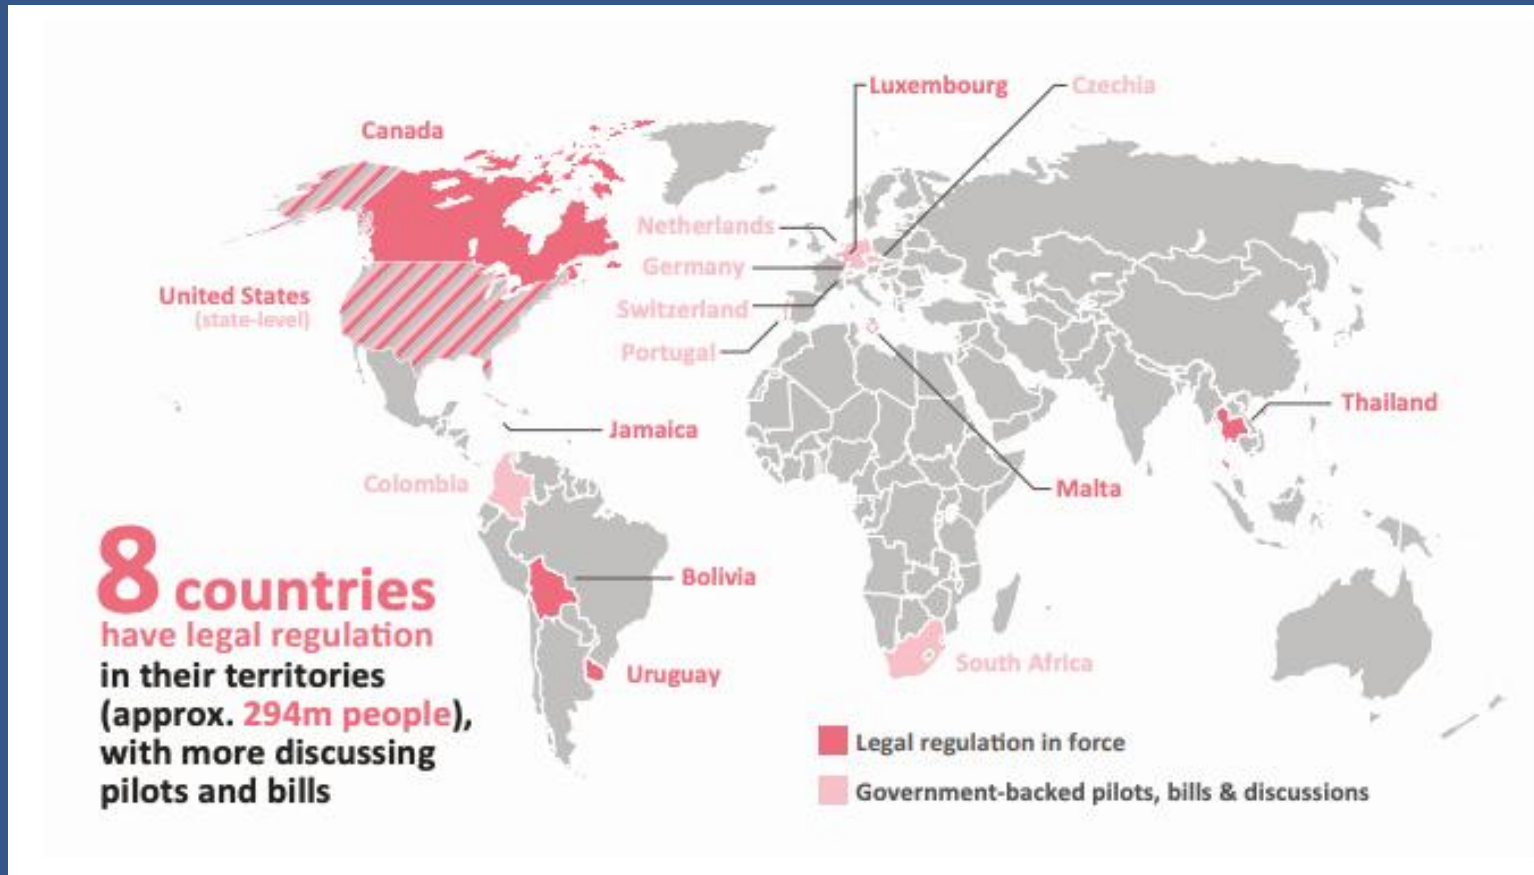 Luxembourg
Czechia
Canada
Netherlands
Germany
United States
(state-level)
Switzerland
Portugal
Thailand
Jamaica
Colombia
Malta
Bolivia
8 countries
have legal regulation
in their territories
(approx. 294m people),
with more discussing
pilots and bills
South Africa
Uruguay
Legal regulation in force
Government-backed pilots, bills & discussions